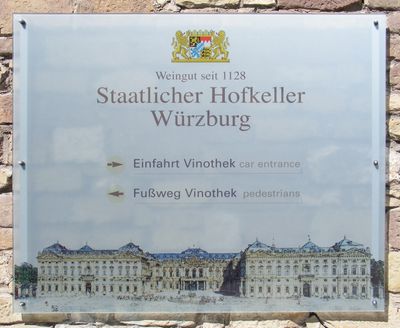 Weingut seit 1128
Staatlicher Hofkeller
Würzburg
Einfahrt Vinothek car entrance
Fußweg Vinothek pedestrians